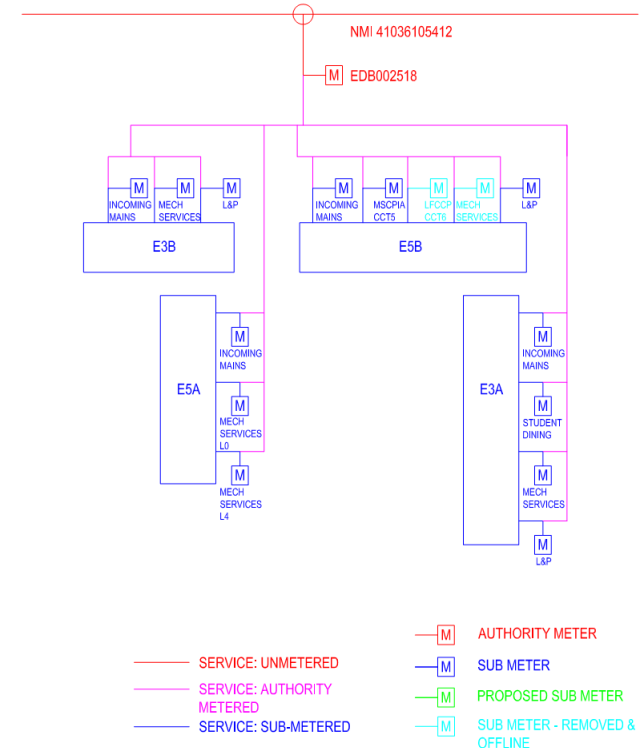 NMI 41036105412
M EDB002518
M M M
INCOMING MAINS
MECH SERVICES
L&P
E3B
M M M M M
INCOMING MAINS
MSCPIA CCT5
LFCCP CCT6
MECH SERVICES
L&P
E5B
E5A
M
INCOMING
MAINS
M
MECH
SERVICES
L0
M
MECH
SERVICES
L4
E3A
M
INCOMING
MAINS
M
STUDENT
DINING
M
MECH
SERVICES
M
L&P
SERVICE: UNMETERED
SERVICE: AUTHORITY
METERED
SERVICE: SUB-METERED
M AUTHORITY METER
M SUB METER
M PROPOSED SUB METER
M SUB METER - REMOVED &
OFFLINE